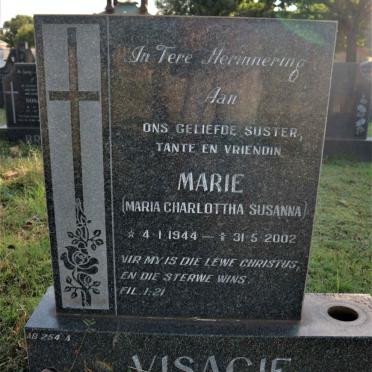 In Tere Herinnering
Aan
ONS GELIEFDE SUSTER,
TANTE EN VRIENDIN
MARIE
(MARIA CHARLOTTHA SUSANNA)
* 4·1·1944 — ✝ 31·5·2002
VIR MY IS DIE LEWE CHRISTUS,
EN DIE STERWE WINS.
FIL. 1:21
AB 254 A
VISAGIE